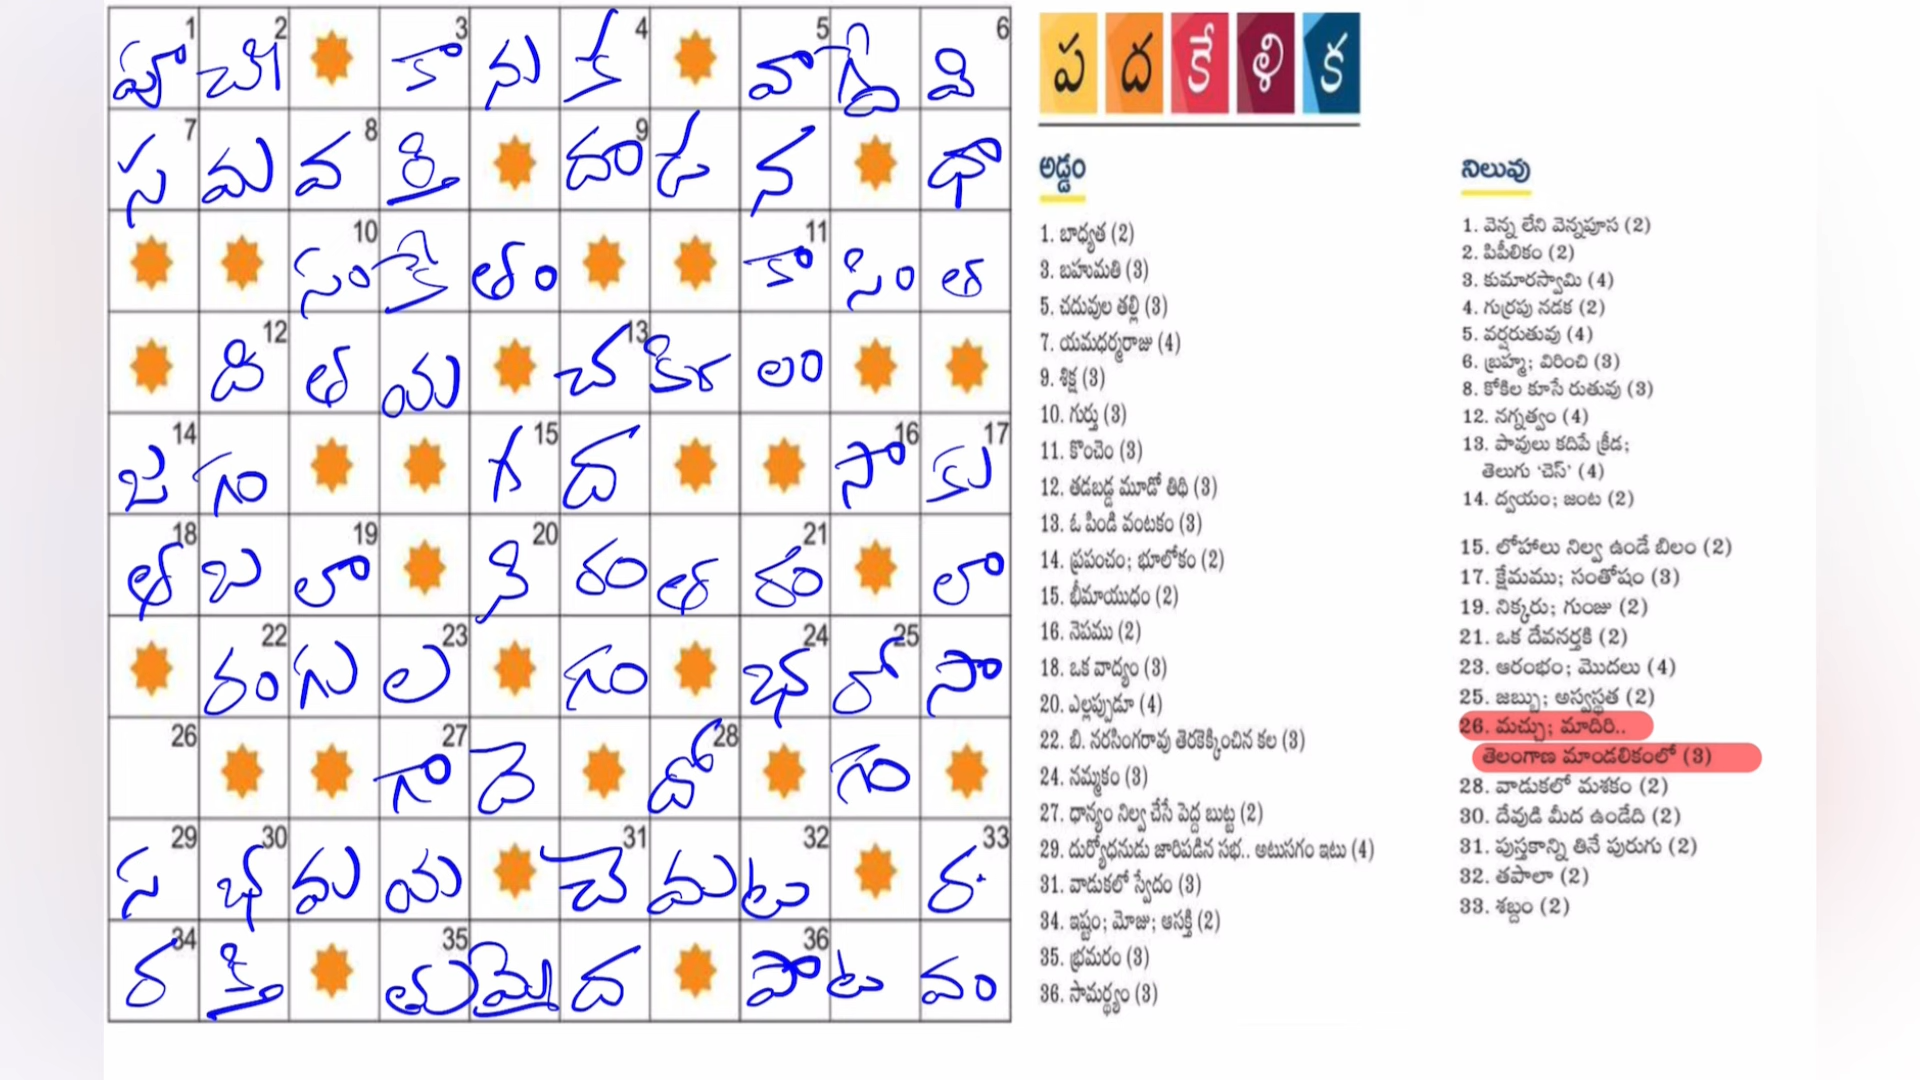 1 2 3 4 5 6
పూ చీ కా ను క వా గ్దే వి
7 8 9
స మ వ ర్తి దం డ న ధా
10 11
సం కే తం కా సిం త
12 13
ది త య చ కి లం
14 15 16 17
జ గం గ ద సా కు
18 19 20 21
త బ లా ని రం త రం లా
22 23 24 25
రం గు ల గం భ రో సా
26 27 28
గా దె దో గం
29 30 31 32 33
స భ మ య చె మ ట ర
34 35 36
ర క్తి తు మ్మె ద పా ట వం
పదకేళిక
అడ్డం
1. బాధ్యత (2)
3. బహుమతి (3)
5. చదువుల తల్లి (3)
7. యమధర్మరాజు (4)
9. శిక్ష (3)
10. గుర్తు (3)
11. కొంచెం (3)
12. తడబడ్డ మూడో తిథి (3)
13. ఓ పిండి వంటకం (3)
14. ప్రపంచం; భూలోకం (2)
15. భీమాయుధం (2)
16. నెపము (2)
18. ఒక వాద్యం (3)
20. ఎల్లప్పుడూ (4)
22. బి. నరసింగరావు తెరకెక్కించిన కల (3)
24. నమ్మకం (3)
27. ధాన్యం నిల్వ చేసే పెద్ద బుట్ట (2)
29. దుర్యోధనుడు జారిపడిన సభ.. అటుసగం ఇటు (4)
31. వాడుకలో స్వేదం (3)
34. ఇష్టం; మోజు; ఆసక్తి (2)
35. భ్రమరం (3)
36. సామర్థ్యం (3)
నిలువు
1. వెన్న లేని వెన్నపూస (2)
2. పిపీలికం (2)
3. కుమారస్వామి (4)
4. గుర్రపు నడక (2)
5. వర్షరుతువు (4)
6. బ్రహ్మ; విరించి (3)
8. కోకిల కూసే రుతువు (3)
12. నగ్నత్వం (4)
13. పావులు కదిపే క్రీడ;
తెలుగు 'చెస్' (4)
14. ద్వయం; జంట (2)
15. లోహాలు నిల్వ ఉండే బిలం (2)
17. క్షేమము; సంతోషం (3)
19. నిక్కరు; గుంజు (2)
21. ఒక దేవనర్తకి (2)
23. ఆరంభం; మొదలు (4)
25. జబ్బు; అస్వస్థత (2)
26. మచ్చు; మాదిరి..
తెలంగాణ మాండలికంలో (3)
28. వాడుకలో మశకం (2)
30. దేవుడి మీద ఉండేది (2)
31. పుస్తకాన్ని తినే పురుగు (2)
32. తపాలా (2)
33. శబ్దం (2)